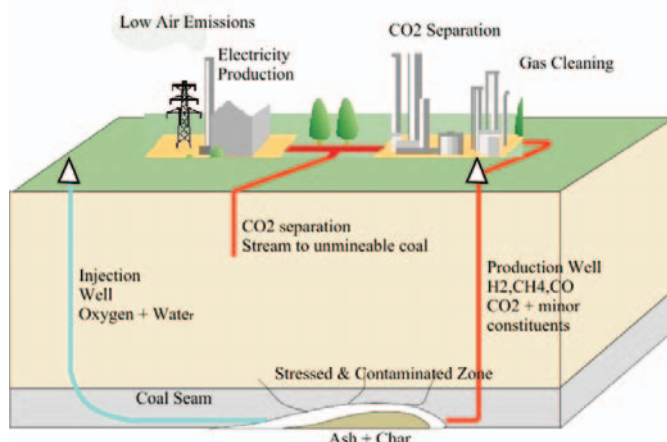 Low Air Emissions
CO2 Separation
Electricity
Production
Gas Cleaning
CO2 separation
Stream to unmineable coal
Injection
Well
Oxygen + Water
Production Well
H2,CH4,CO
CO2 + minor
constituents
Stressed & Contaminated Zone
Coal Seam
Ash + Char